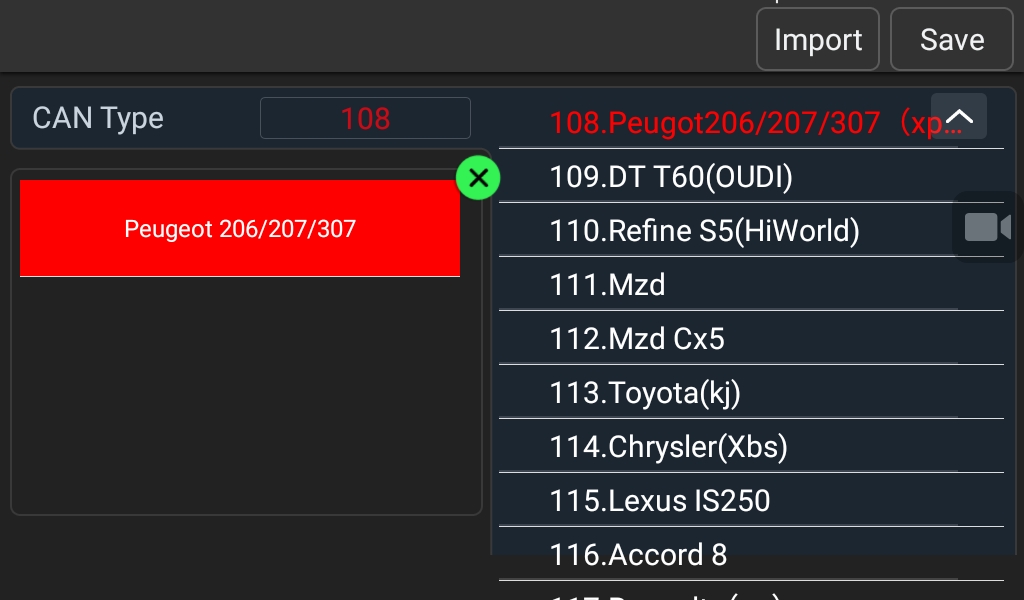 Import
Save
CAN Type
108
Peugeot 206/207/307
108.Peugot206/207/307（xp...
109.DT T60(OUDI)
110.Refine S5(HiWorld)
111.Mzd
112.Mzd Cx5
113.Toyota(kj)
114.Chrysler(Xbs)
115.Lexus IS250
116.Accord 8